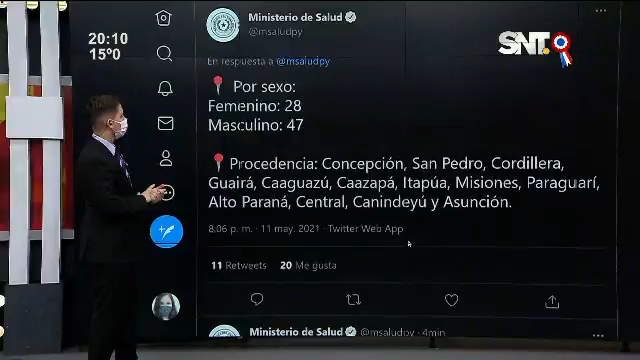 20:10
15°0
Ministerio de Salud
@msaludpy
SNT
En respuesta a @msaludpy
Por sexo:
Femenino: 28
Masculino: 47
Procedencia: Concepción, San Pedro, Cordillera,
Guairá, Caaguazú, Caazapá, Itapúa, Misiones, Paraguarí,
Alto Paraná, Central, Canindeyú y Asunción.
8:06 p. m. · 11 may. 2021 · Twitter Web App
11 Retweets 20 Me gusta
Ministerio de Salud @msaludpy · 4min